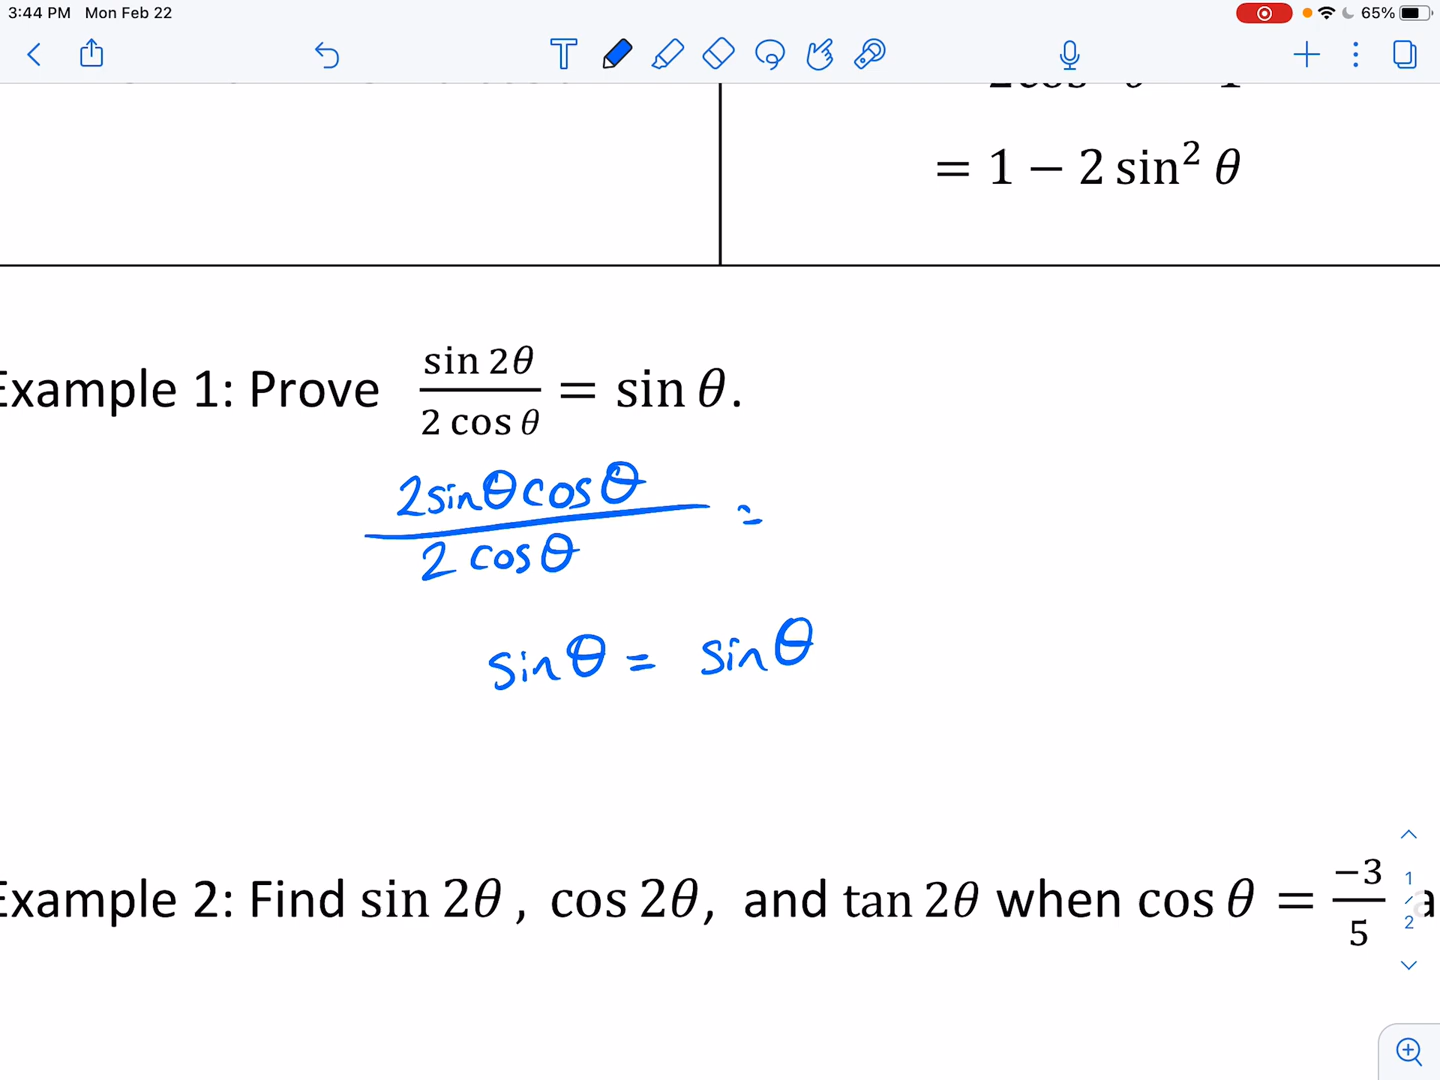 3:44 PM Mon Feb 22 65%
= 1 − 2 sin² θ
Example 1: Prove sin 2θ / 2 cos θ = sin θ.
2sinθcosθ / 2 cosθ =
sinθ = sinθ
Example 2: Find sin 2θ , cos 2θ, and tan 2θ when cos θ = −3/5 a
1/2